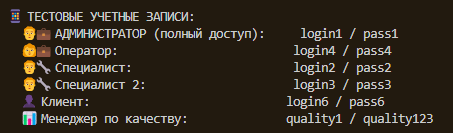 🧵 ТЕСТОВЫЕ УЧЕТНЫЕ ЗАПИСИ:
👨💼 АДМИНИСТРАТОР (полный доступ): login1 / pass1
👩💼 Оператор: login4 / pass4
👨🔧 Специалист: login2 / pass2
👨🔧 Специалист 2: login3 / pass3
👤 Клиент: login6 / pass6
📊 Менеджер по качеству: quality1 / quality123